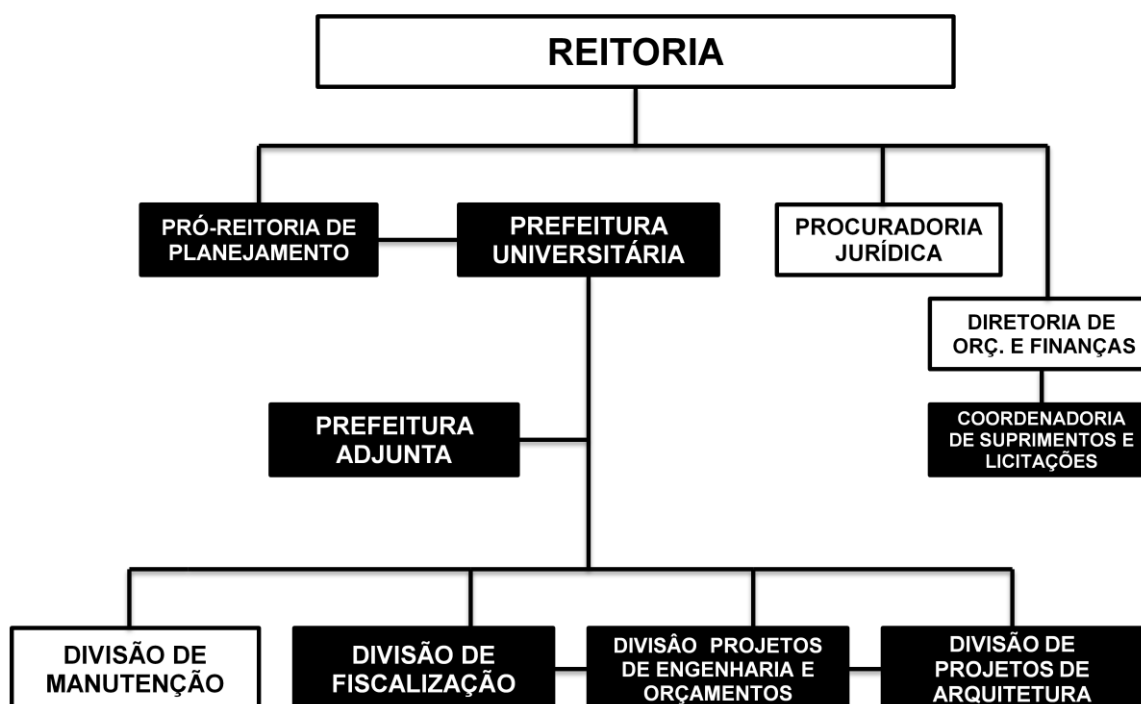 REITORIA
PRÓ-REITORIA DE
PLANEJAMENTO
PREFEITURA
UNIVERSITÁRIA
PROCURADORIA
JURÍDICA
DIRETORIA DE
ORÇ. E FINANÇAS
PREFEITURA
ADJUNTA
COORDENADORIA
DE SUPRIMENTOS E
LICITAÇÕES
DIVISÃO DE
MANUTENÇÃO
DIVISÃO DE
FISCALIZAÇÃO
DIVISÂO PROJETOS
DE ENGENHARIA E
ORÇAMENTOS
DIVISÃO DE
PROJETOS DE
ARQUITETURA